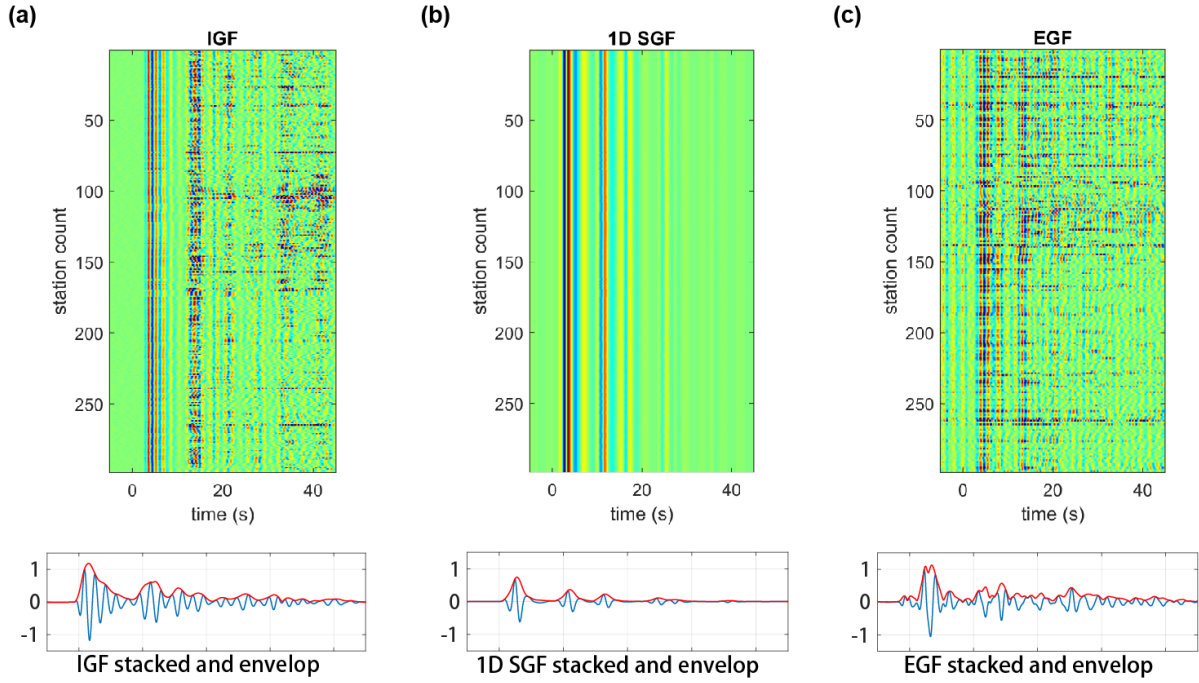 (a)
IGF
50
100
150
200
250
station count
0
20
40
time (s)
1
0
-1
IGF stacked and envelop
(b)
1D SGF
50
100
150
200
250
station count
0
20
40
time (s)
1
0
-1
1D SGF stacked and envelop
(c)
EGF
50
100
150
200
250
station count
0
20
40
time (s)
1
0
-1
EGF stacked and envelop